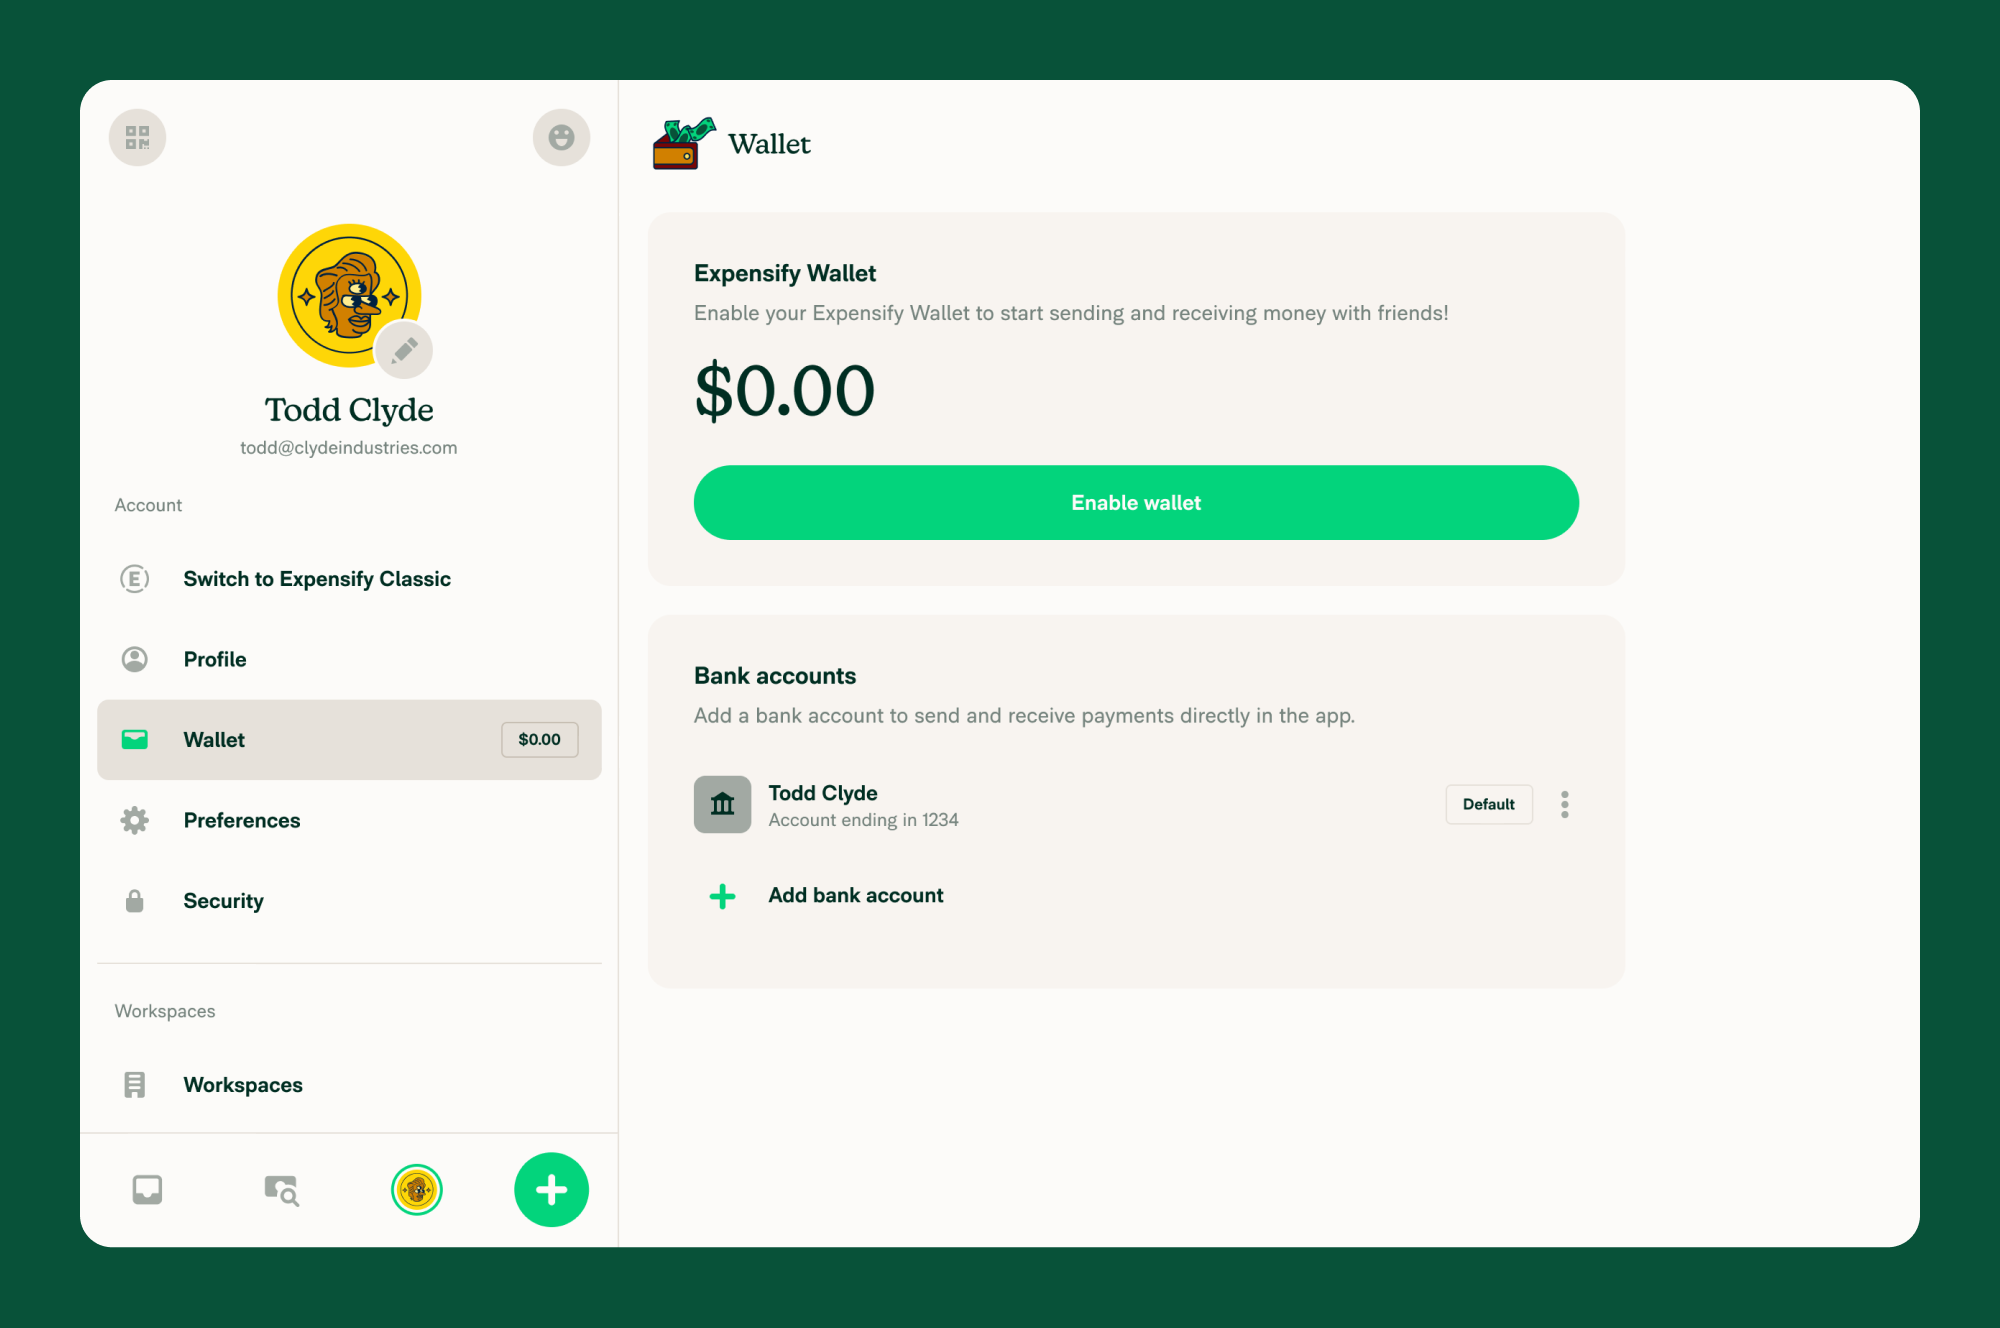 Todd Clyde
todd@clydeindustries.com
Account
Switch to Expensify Classic
Profile
Wallet
$0.00
Preferences
Security
Workspaces
Workspaces
Wallet
Expensify Wallet
Enable your Expensify Wallet to start sending and receiving money with friends!
$0.00
Enable wallet
Bank accounts
Add a bank account to send and receive payments directly in the app.
Todd Clyde
Account ending in 1234
Default
Add bank account